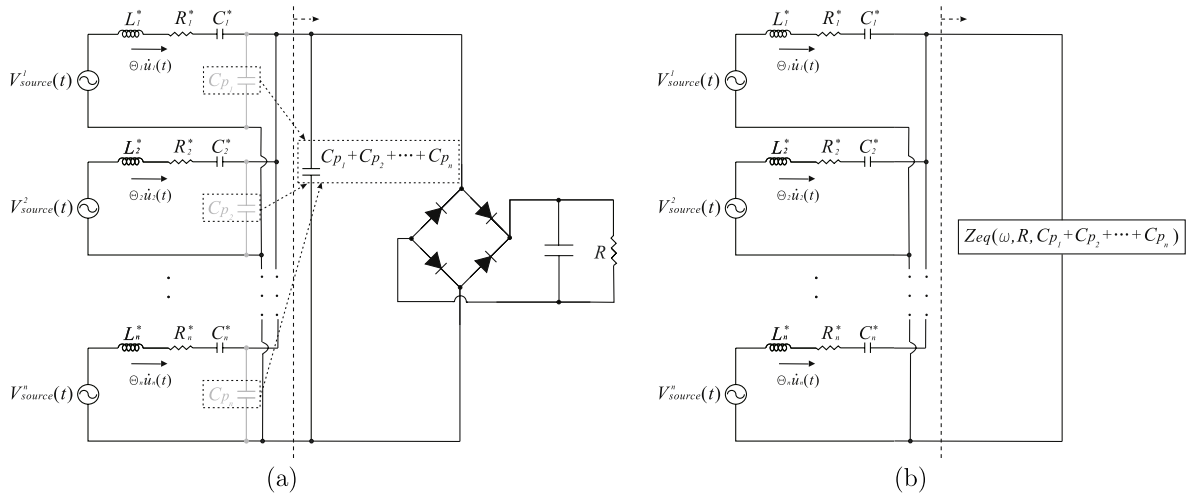 L₁* R₁* C₁*
Θ₁u̇₁(t)
V¹source(t)
Cp₁
L₂* R₂* C₂*
Θ₂u̇₂(t)
V²source(t)
Cp₂
Lₙ* Rₙ* Cₙ*
Θₙu̇ₙ(t)
Vⁿsource(t)
Cpₙ
Cp₁+Cp₂+⋯+Cpₙ
R
(a)
L₁* R₁* C₁*
Θ₁u̇₁(t)
V¹source(t)
L₂* R₂* C₂*
Θ₂u̇₂(t)
V²source(t)
Lₙ* Rₙ* Cₙ*
Θₙu̇ₙ(t)
Vⁿsource(t)
Zeq(ω,R,Cp₁+Cp₂+⋯+Cpₙ)
(b)